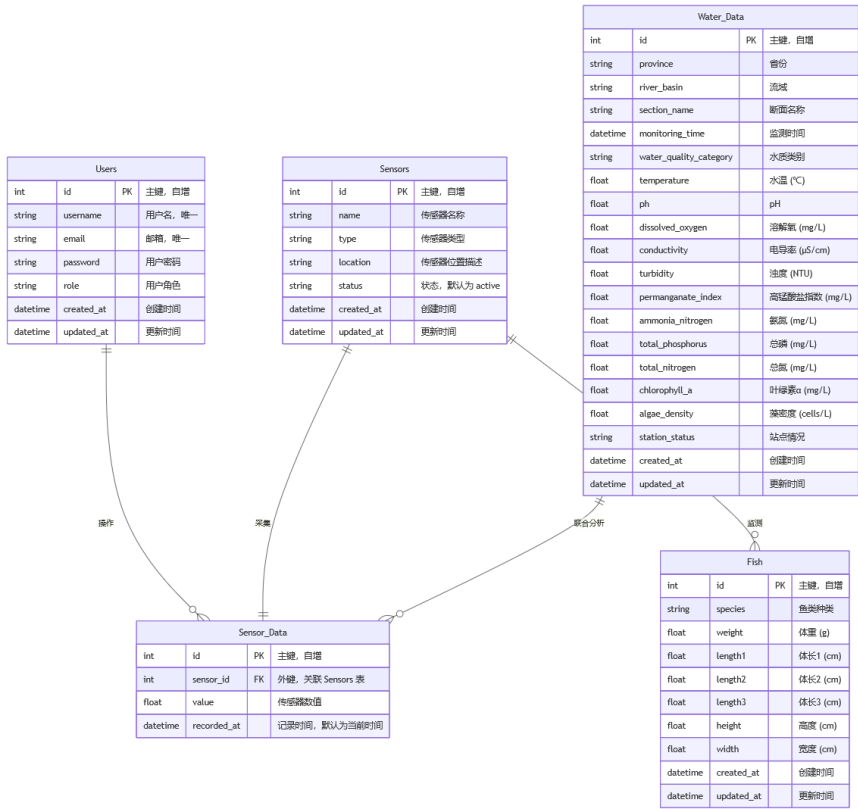 Water_Data
int id PK 主键，自增
string province 省份
string river_basin 流域
string section_name 断面名称
datetime monitoring_time 监测时间
string water_quality_category 水质类别
float temperature 水温 (℃)
float ph pH
float dissolved_oxygen 溶解氧 (mg/L)
float conductivity 电导率 (μS/cm)
float turbidity 浊度 (NTU)
float permanganate_index 高锰酸盐指数 (mg/L)
float ammonia_nitrogen 氨氮 (mg/L)
float total_phosphorus 总磷 (mg/L)
float total_nitrogen 总氮 (mg/L)
float chlorophyll_a 叶绿素α (mg/L)
float algae_density 藻密度 (cells/L)
string station_status 站点情况
datetime created_at 创建时间
datetime updated_at 更新时间
Users
int id PK 主键，自增
string username 用户名，唯一
string email 邮箱，唯一
string password 用户密码
string role 用户角色
datetime created_at 创建时间
datetime updated_at 更新时间
Sensors
int id PK 主键，自增
string name 传感器名称
string type 传感器类型
string location 传感器位置描述
string status 状态，默认为 active
datetime created_at 创建时间
datetime updated_at 更新时间
操作
采集
联合分析
监测
Sensor_Data
int id PK 主键，自增
int sensor_id FK 外键，关联 Sensors 表
float value 传感器数值
datetime recorded_at 记录时间，默认为当前时间
Fish
int id PK 主键，自增
string species 鱼类种类
float weight 体重 (g)
float length1 体长1 (cm)
float length2 体长2 (cm)
float length3 体长3 (cm)
float height 高度 (cm)
float width 宽度 (cm)
datetime created_at 创建时间
datetime updated_at 更新时间